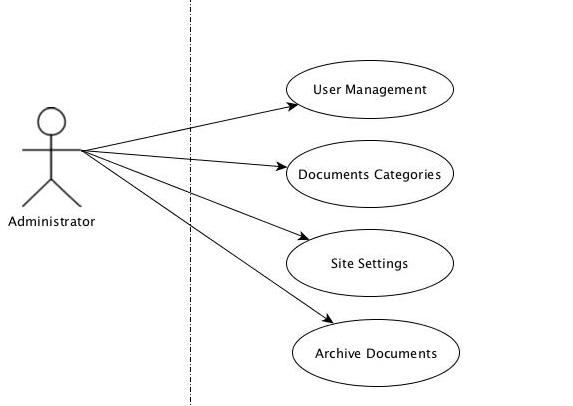 User Management
Documents Categories
Administrator
Site Settings
Archive Documents